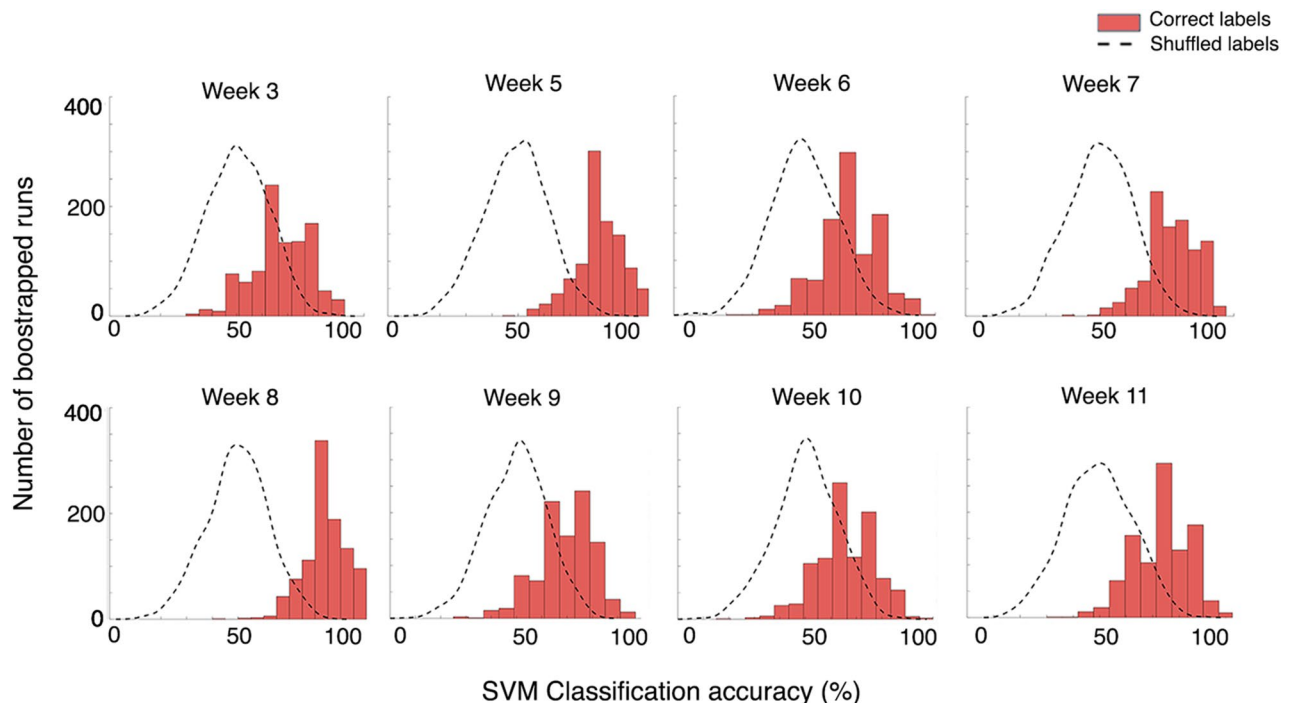 Correct labels
Shuffled labels
Week 3
Week 5
Week 6
Week 7
400
200
0
0 50 100
0 50 100
0 50 100
0 50 100
Week 8
Week 9
Week 10
Week 11
400
200
0
0 50 100
0 50 100
0 50 100
0 50 100
Number of boostrapped runs
SVM Classification accuracy (%)